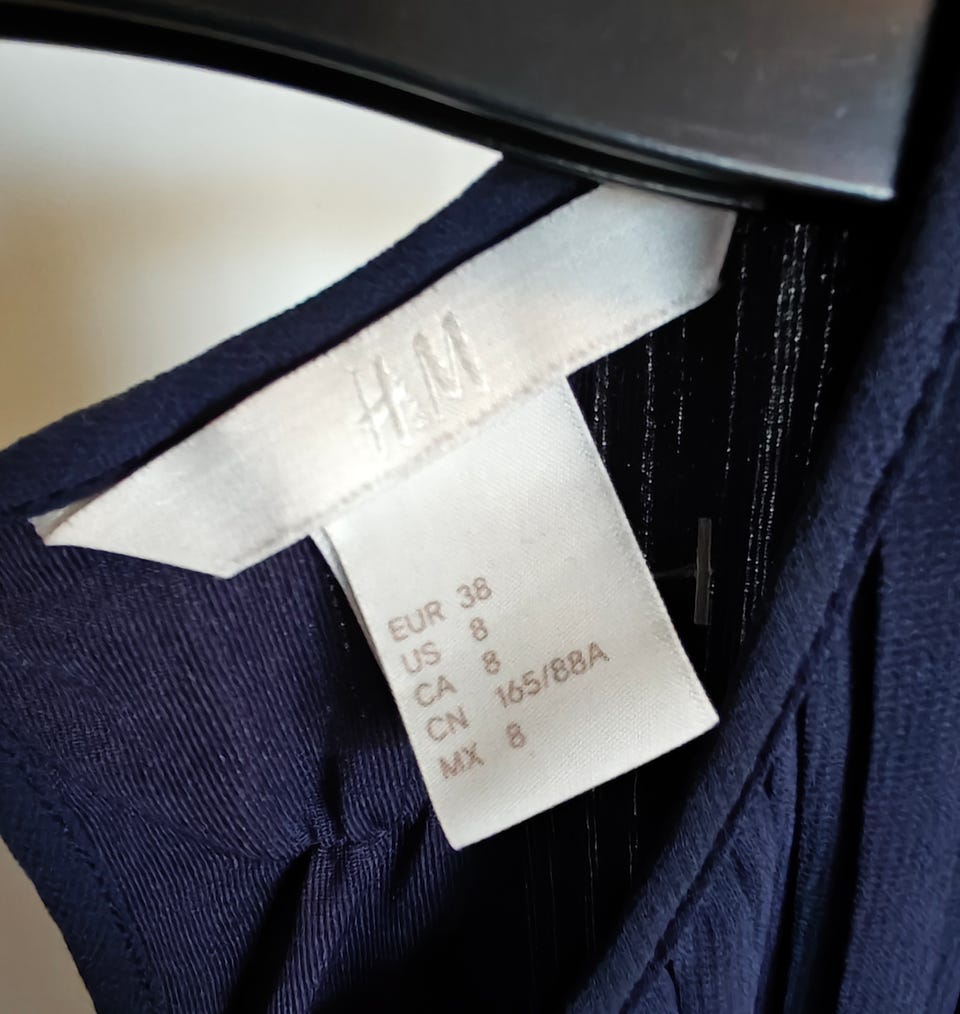 H&M
EUR 38
US 8
CA 8
CN 165/88A
MX 8